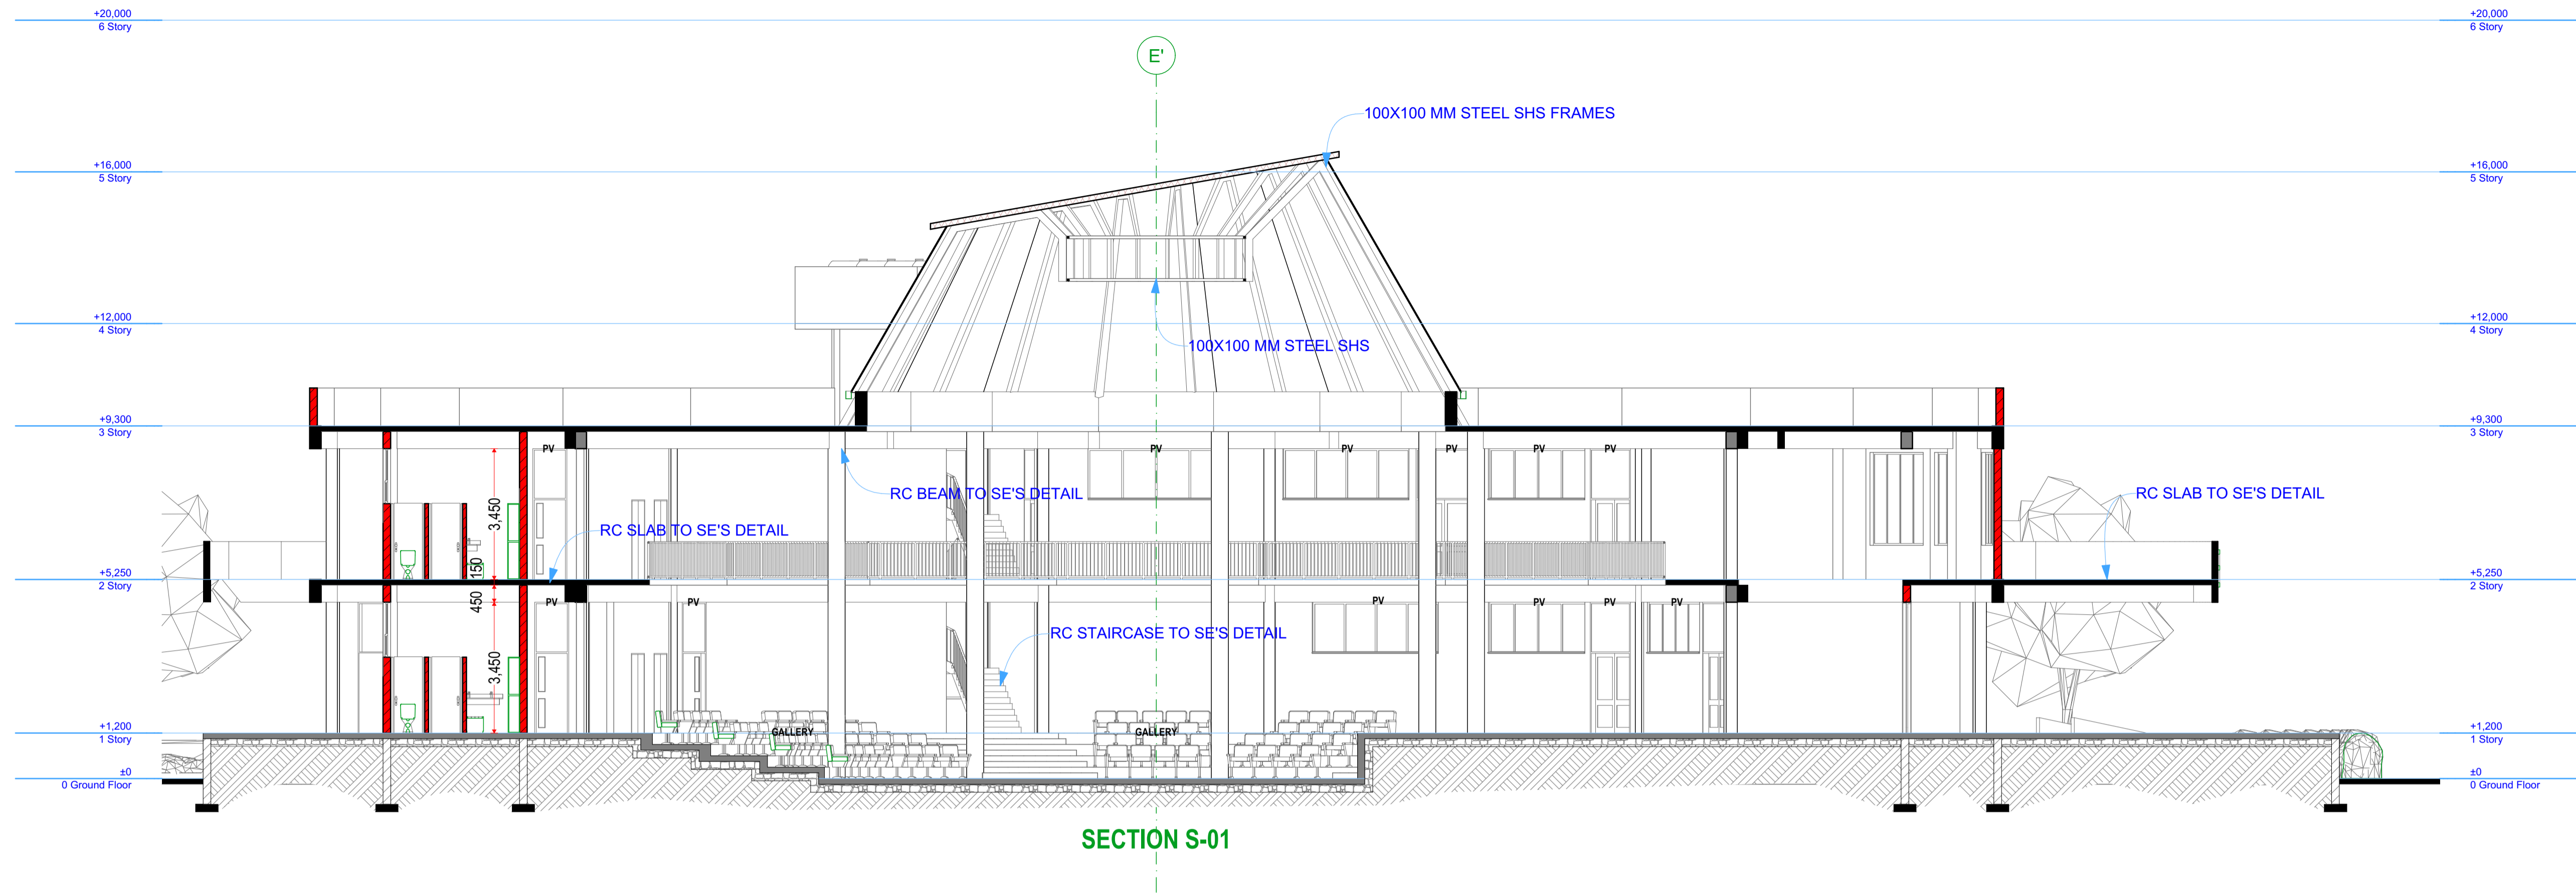 +20,000
6 Story
+20,000
6 Story
E'
100X100 MM STEEL SHS FRAMES
+16,000
5 Story
+16,000
5 Story
+12,000
4 Story
+12,000
4 Story
100X100 MM STEEL SHS
+9,300
3 Story
+9,300
3 Story
PV
PV
PV
PV
PV
PV
3,450
RC BEAM TO SE'S DETAIL
RC SLAB TO SE'S DETAIL
RC SLAB TO SE'S DETAIL
150
+5,250
2 Story
+5,250
2 Story
450
PV
PV
PV
PV
PV
PV
RC STAIRCASE TO SE'S DETAIL
3,450
+1,200
1 Story
GALLERY
GALLERY
+1,200
1 Story
±0
0 Ground Floor
±0
0 Ground Floor
SECTION S-01